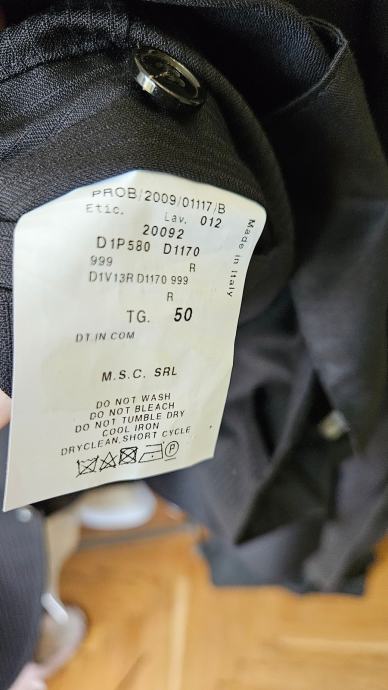 PROB/2009/01117/B
Etic. Lav. 012
20092
D1P580 D1170
999 R
D1V13R D1170 999
R
TG. 50
DT.IN.COM
M.S.C. SRL
DO NOT WASH
DO NOT BLEACH
DO NOT TUMBLE DRY
COOL IRON
DRYCLEAN.SHORT CYCLE
P
Made in Italy